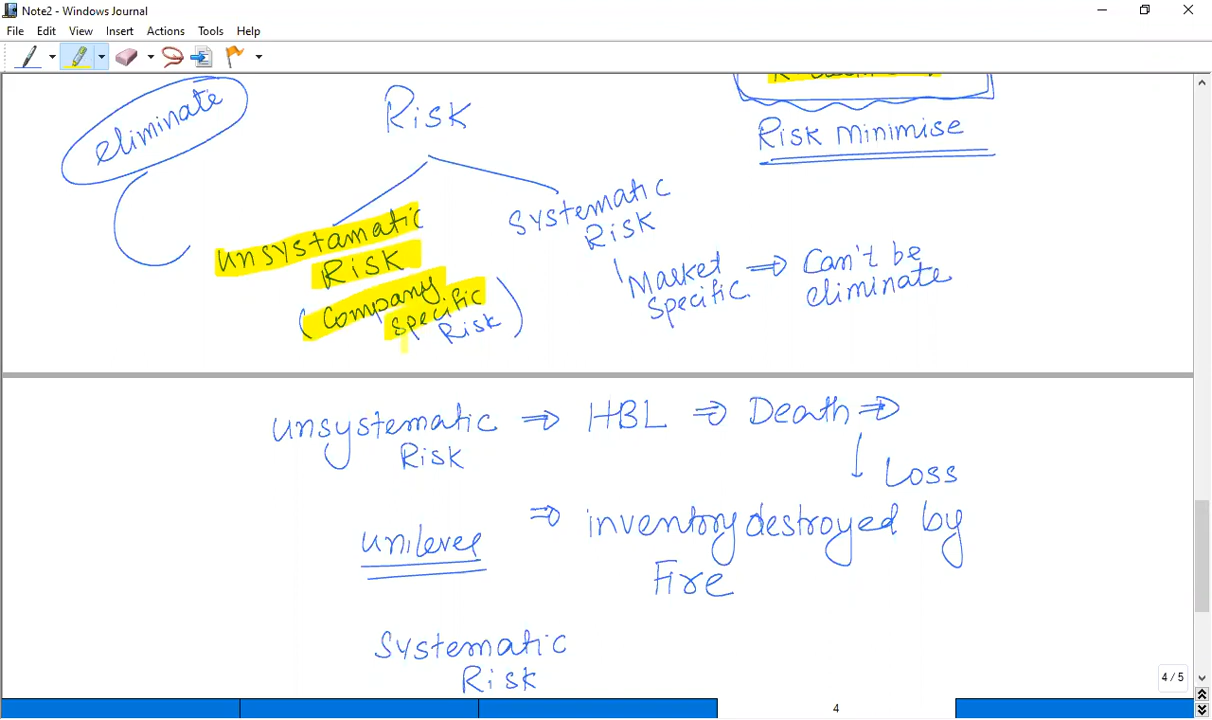 Note2 - Windows Journal
File Edit View Insert Actions Tools Help
eliminate
Risk
Risk Minimise
unsystamatic
Risk
(Company
specific
Risk)
Systematic
Risk
Market
specific
⇒ Can't be
eliminate
unsystematic
Risk
⇒ HBL ⇒ Death ⇒
↓ Loss
⇒ inventory destroyed by
Fire
unilever
Systematic
Risk
4 / 5
4